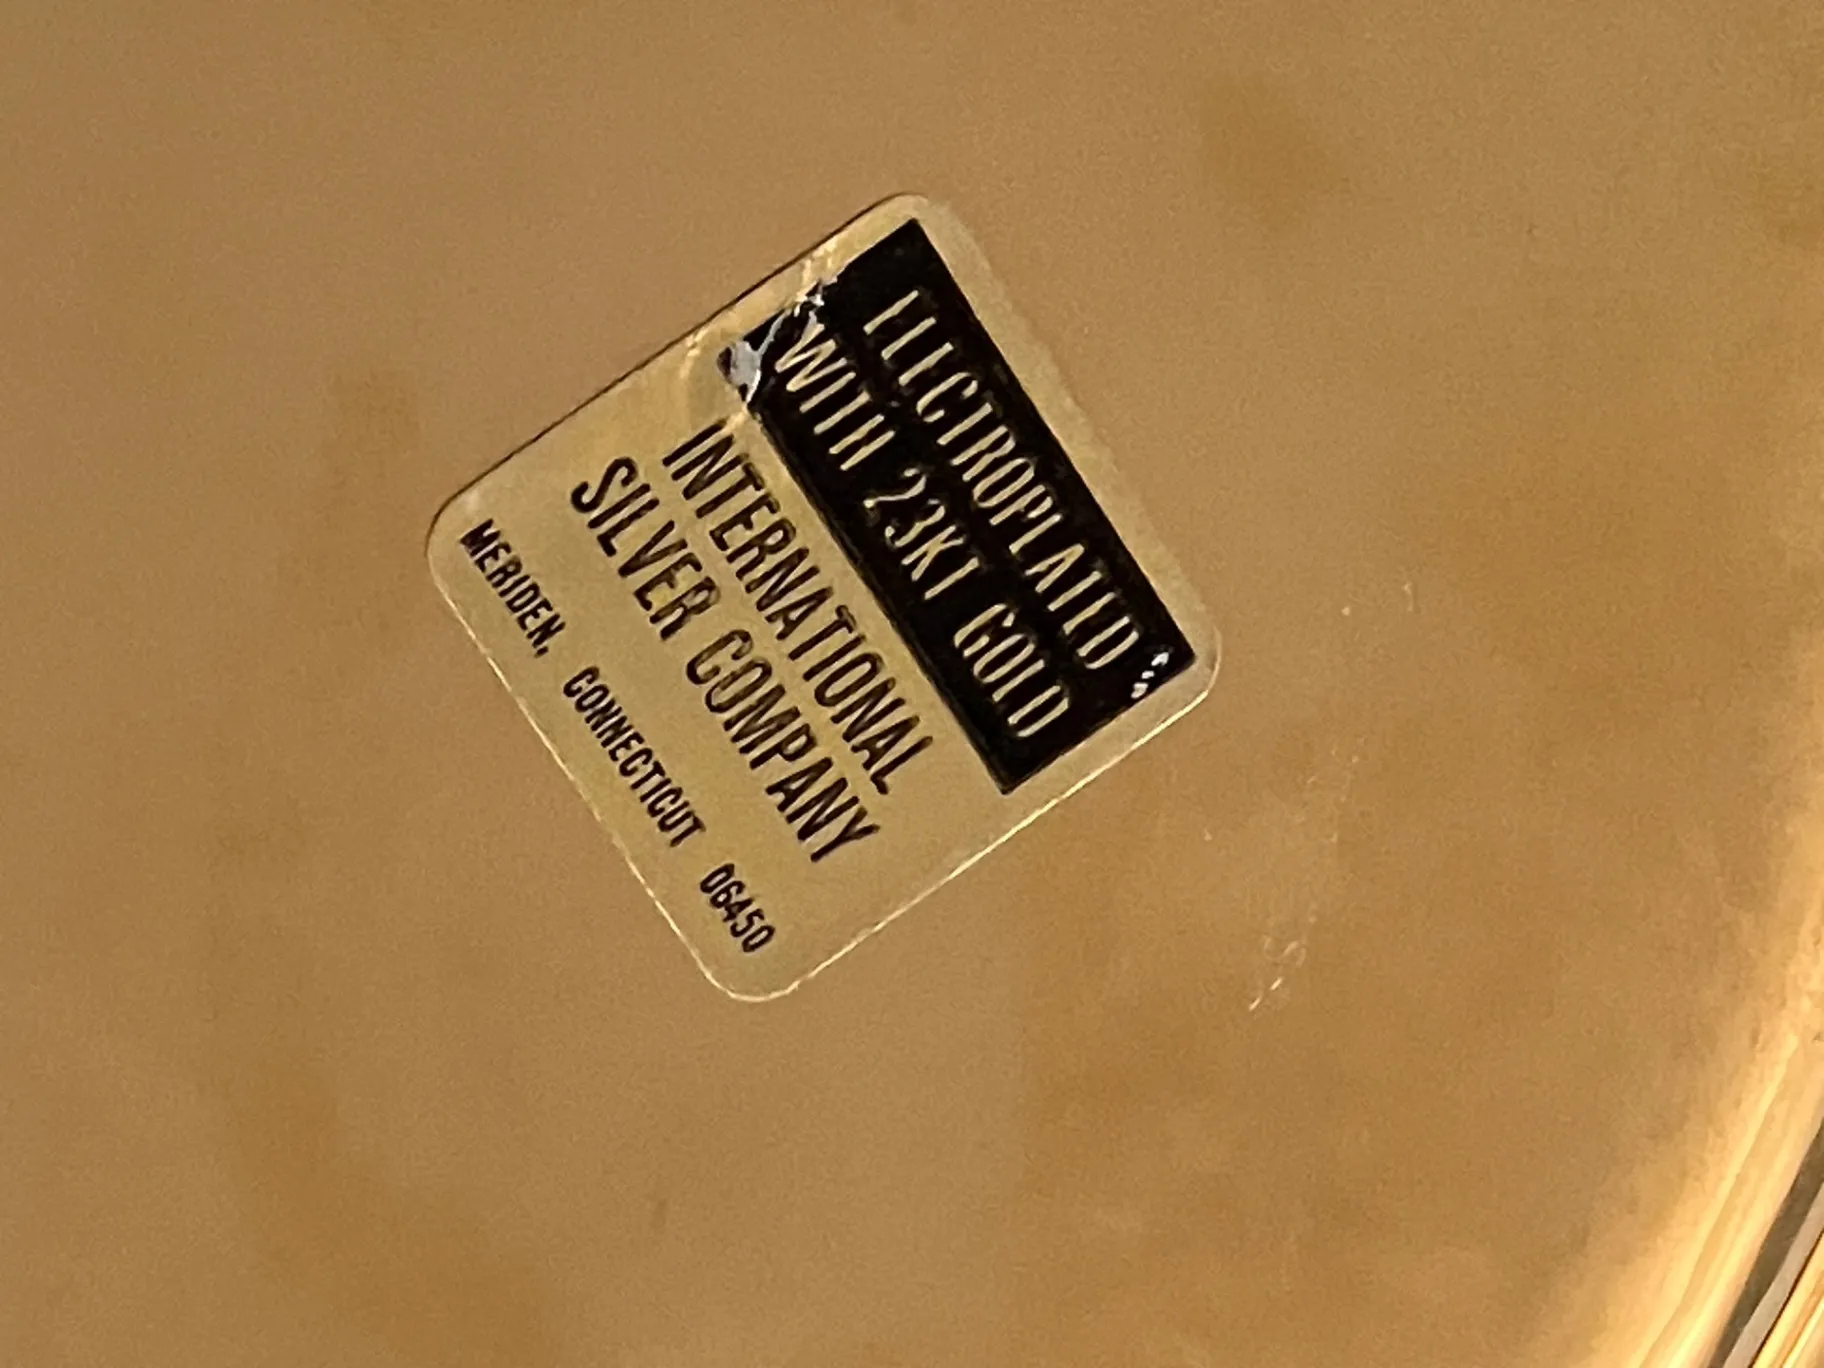 ELECTROPLATED
WITH 23KT GOLD
INTERNATIONAL
SILVER COMPANY
MERIDEN, CONNECTICUT 06450